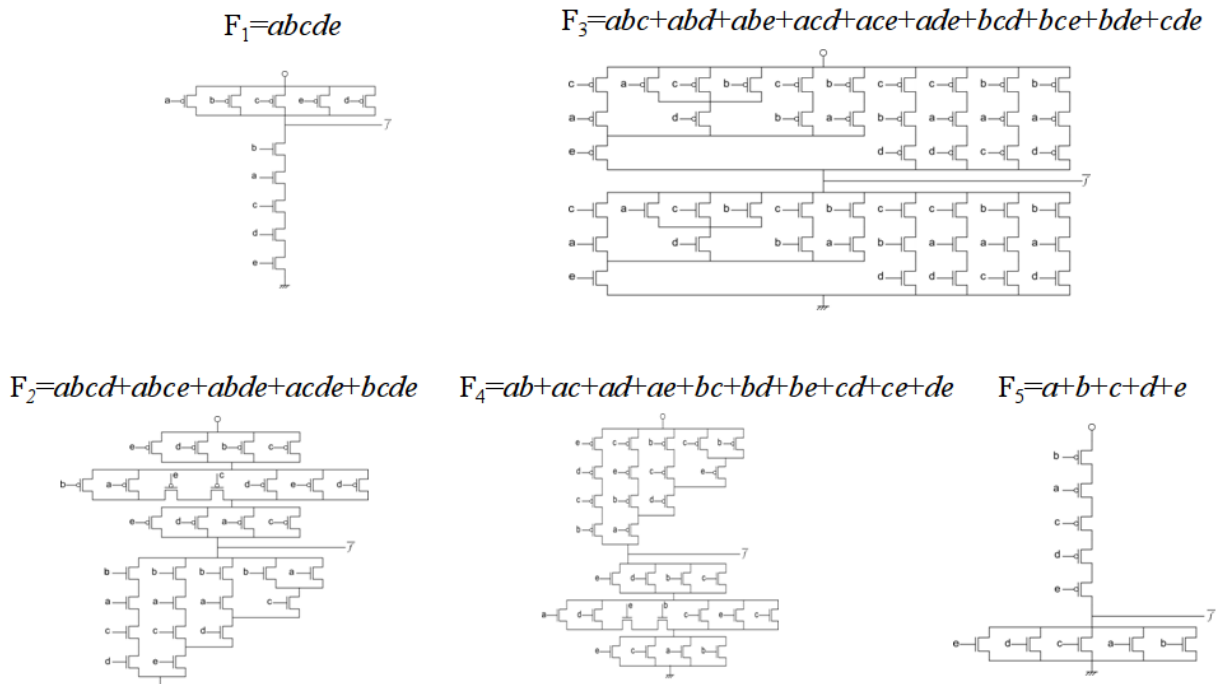 F₁=abcde
a b c e d
f̅
b
a
c
d
e
F₃=abc+abd+abe+acd+ace+ade+bcd+bce+bde+cde
c a c b c b c c b b
a d b a b a a a
e d d c d
f̅
c a c b c b c c b b
a d b a b a a a
e d d c d
F₂=abcd+abce+abde+acde+bcde
e d b c
b a e c d e d
e d a c
f̅
b b b b a
a a a c
c c d
d e
F₄=ab+ac+ad+ae+bc+bd+be+cd+ce+de
e c b c b
d e c e
c b d
b a
f̅
e d b c
a d e b c e c
e c a b
F₅=a+b+c+d+e
b
a
c
d
e
f̅
e d c a b